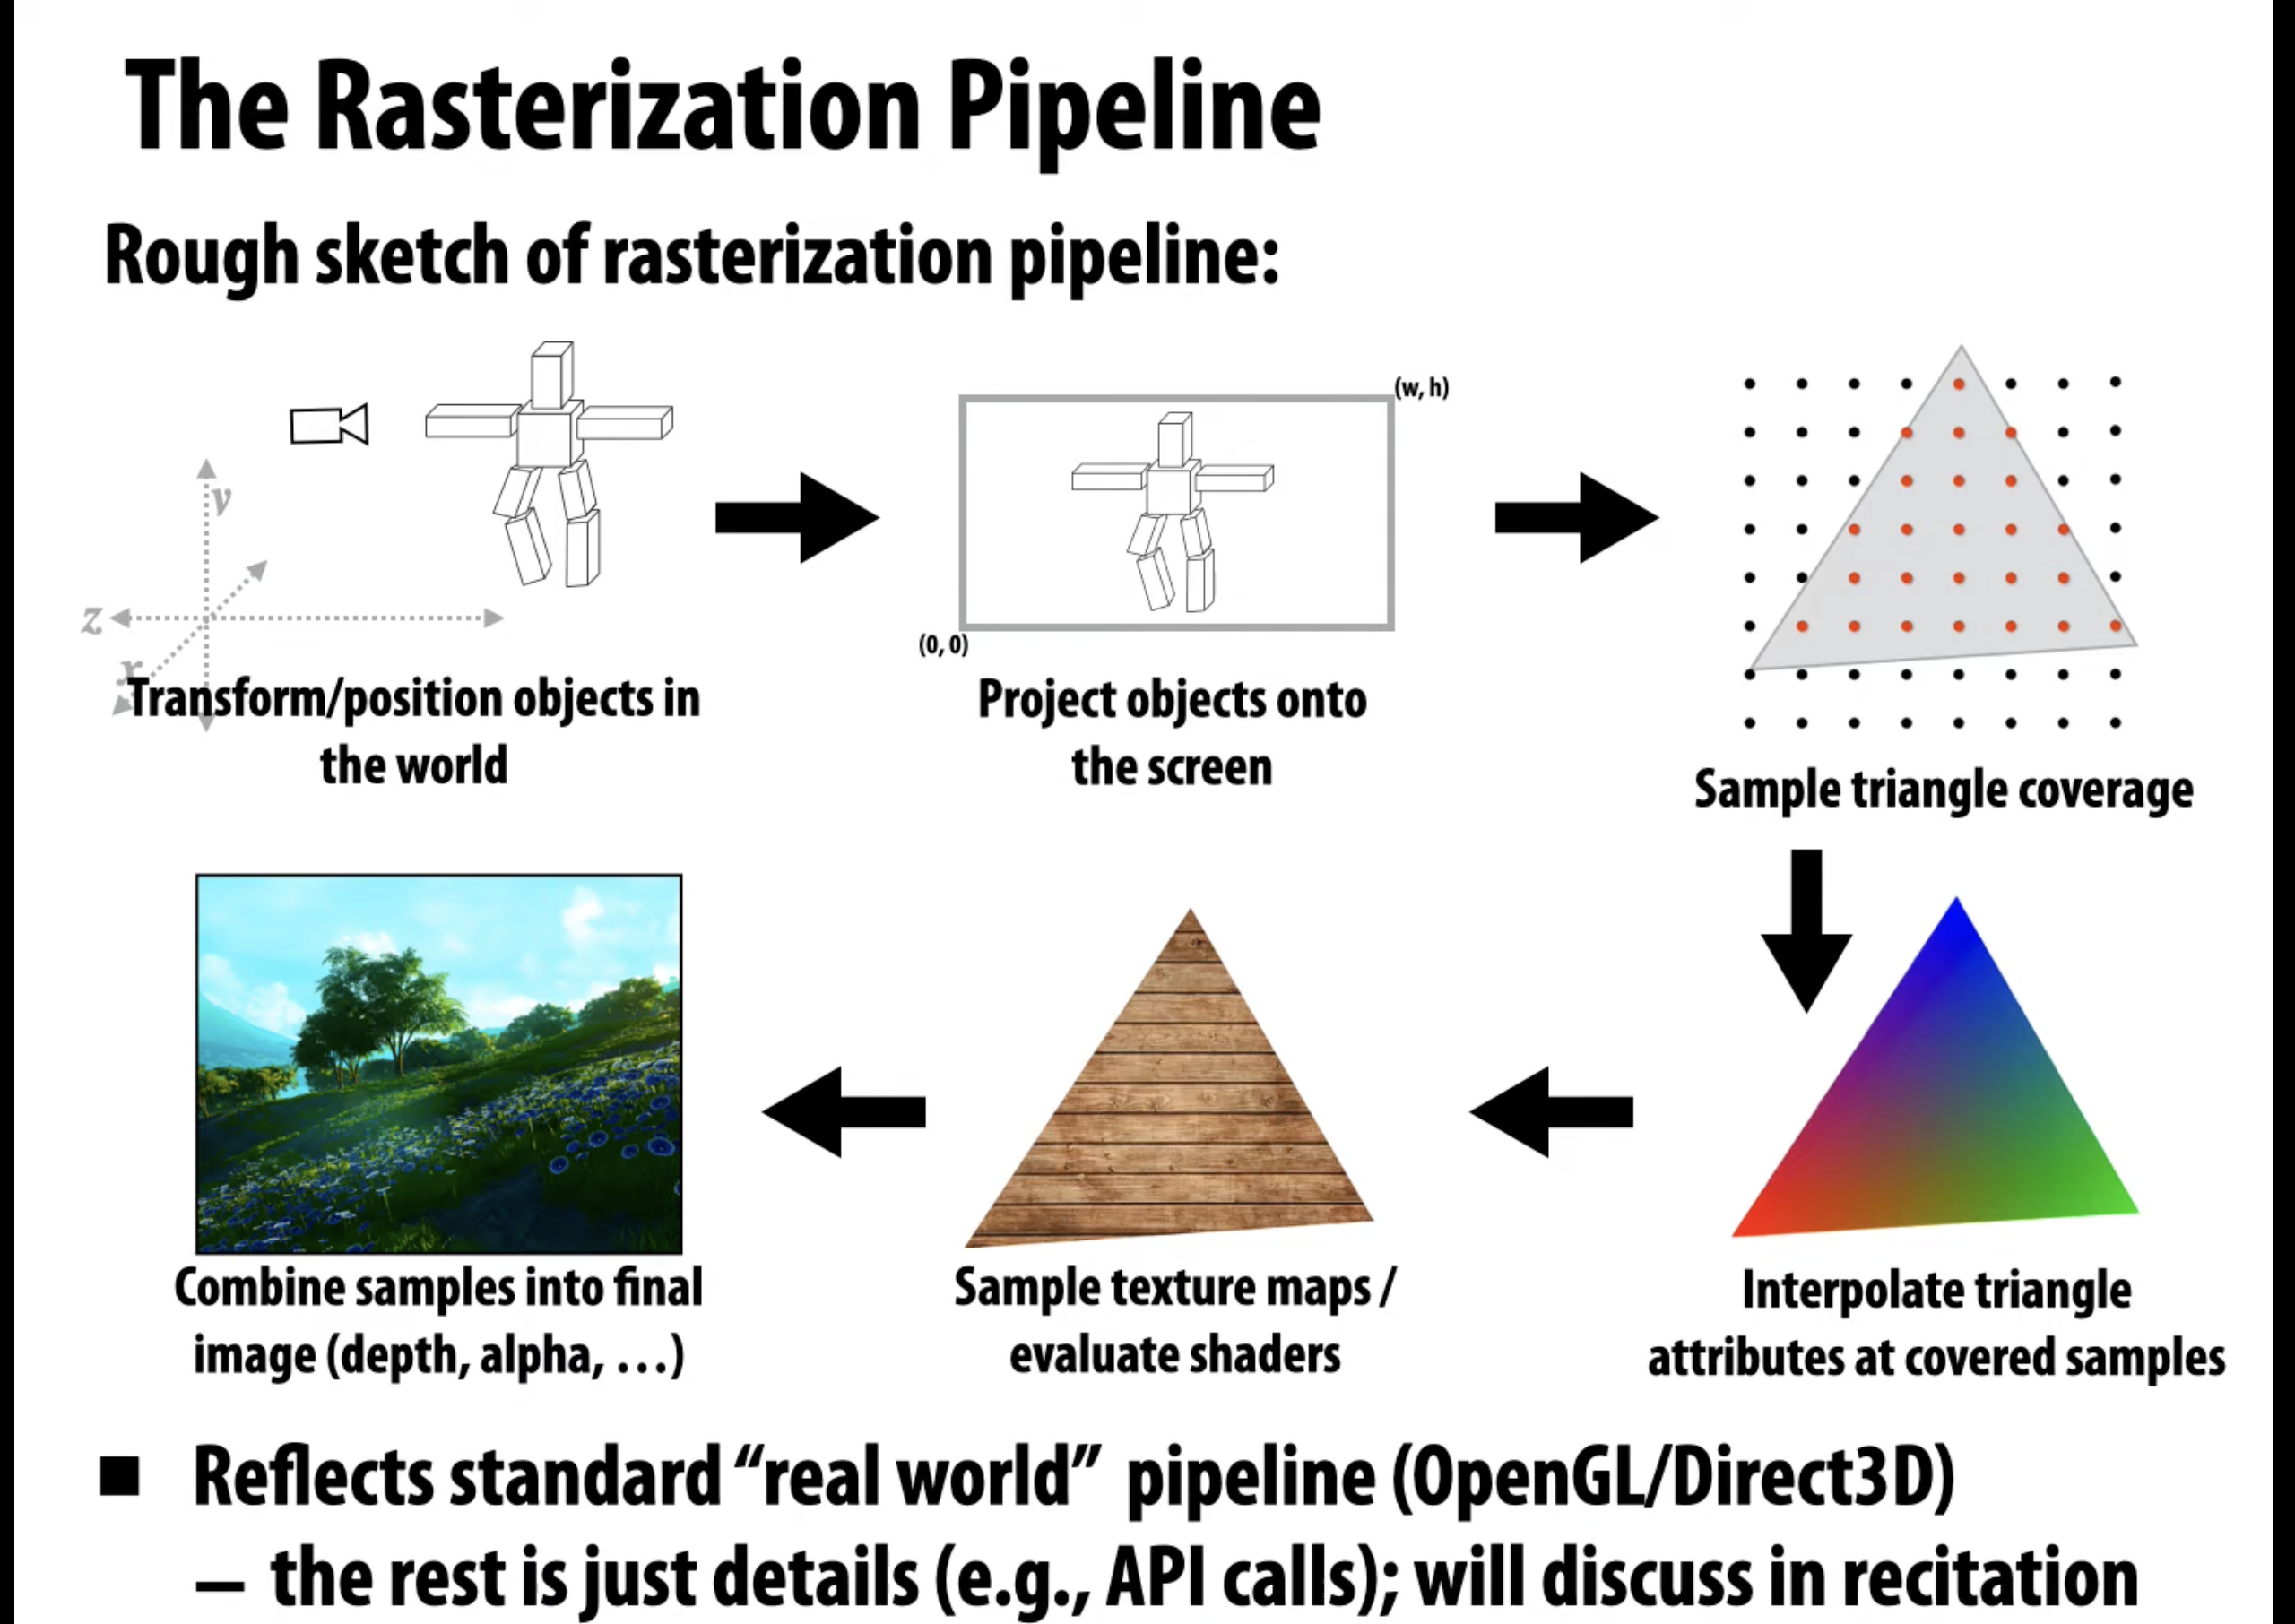 The Rasterization Pipeline
Rough sketch of rasterization pipeline:
y
z
x
Transform/position objects in
the world
(w, h)
(0, 0)
Project objects onto
the screen
Sample triangle coverage
Combine samples into final
image (depth, alpha, …)
Sample texture maps /
evaluate shaders
Interpolate triangle
attributes at covered samples
■ Reflects standard “real world” pipeline (OpenGL/Direct3D)
– the rest is just details (e.g., API calls); will discuss in recitation